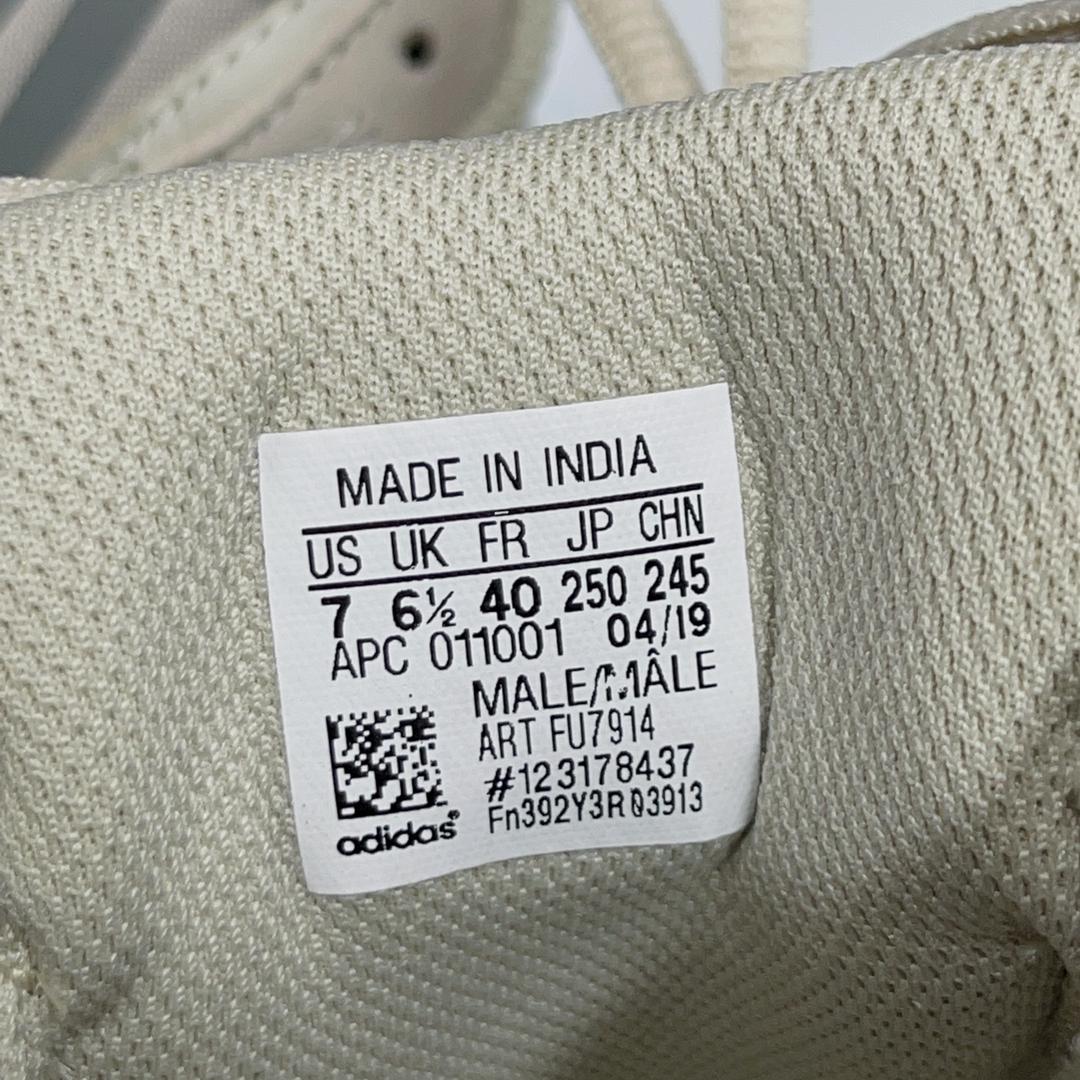 MADE IN INDIA
US UK FR JP CHN
7 6½ 40 250 245
APC 011001 04/19
MALE/MÂLE
ART FU7914
#123178437
Fn392Y3R03913
adidas®